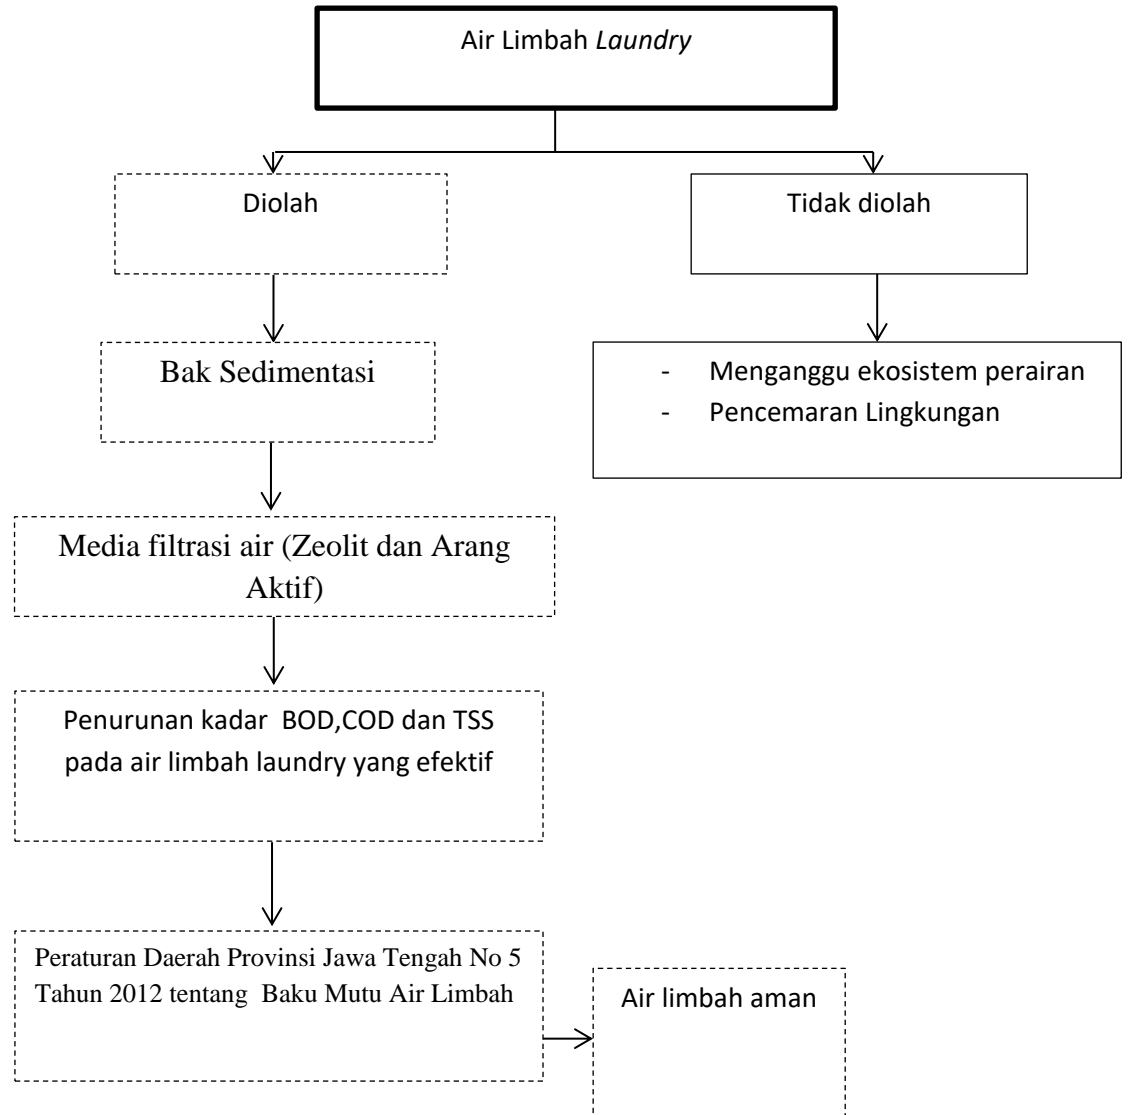 Air Limbah Laundry
Diolah
Tidak diolah
Bak Sedimentasi
- Menganggu ekosistem perairan
- Pencemaran Lingkungan
Media filtrasi air (Zeolit dan Arang
Aktif)
Penurunan kadar  BOD,COD dan TSS
pada air limbah laundry yang efektif
Peraturan Daerah Provinsi Jawa Tengah No 5
Tahun 2012 tentang  Baku Mutu Air Limbah
Air limbah aman